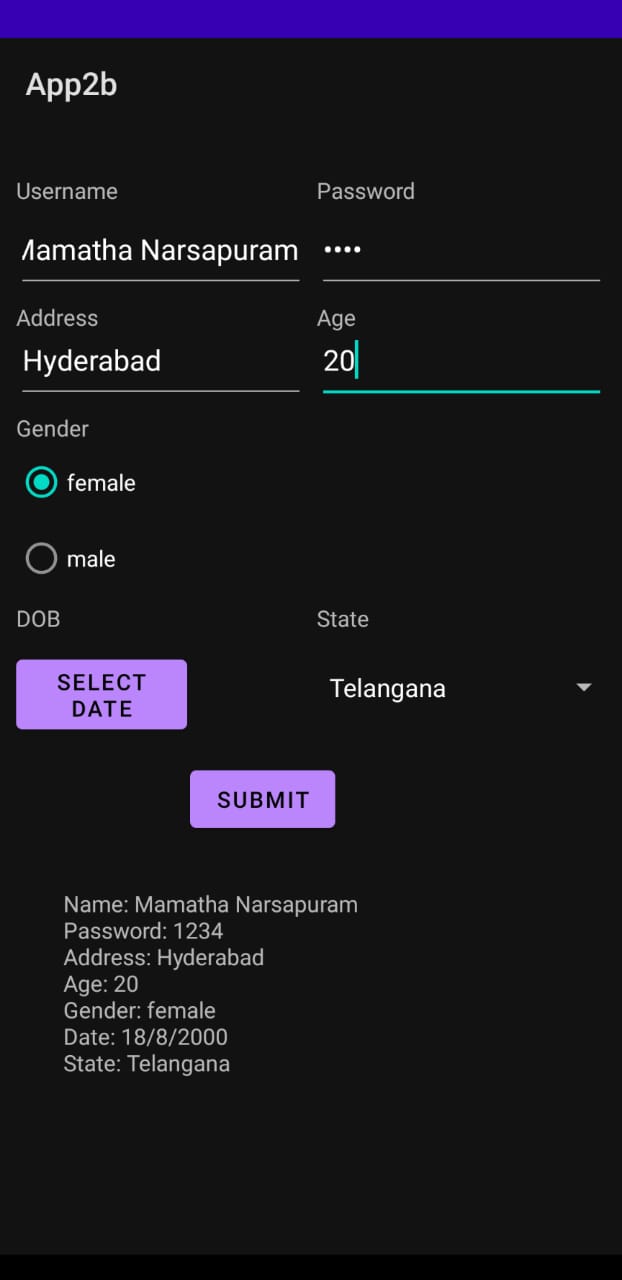 App2b
Username Password
Mamatha Narsapuram ••••
Address Age
Hyderabad 20
Gender
female
male
DOB State
SELECT
DATE
Telangana
SUBMIT
Name: Mamatha Narsapuram
Password: 1234
Address: Hyderabad
Age: 20
Gender: female
Date: 18/8/2000
State: Telangana